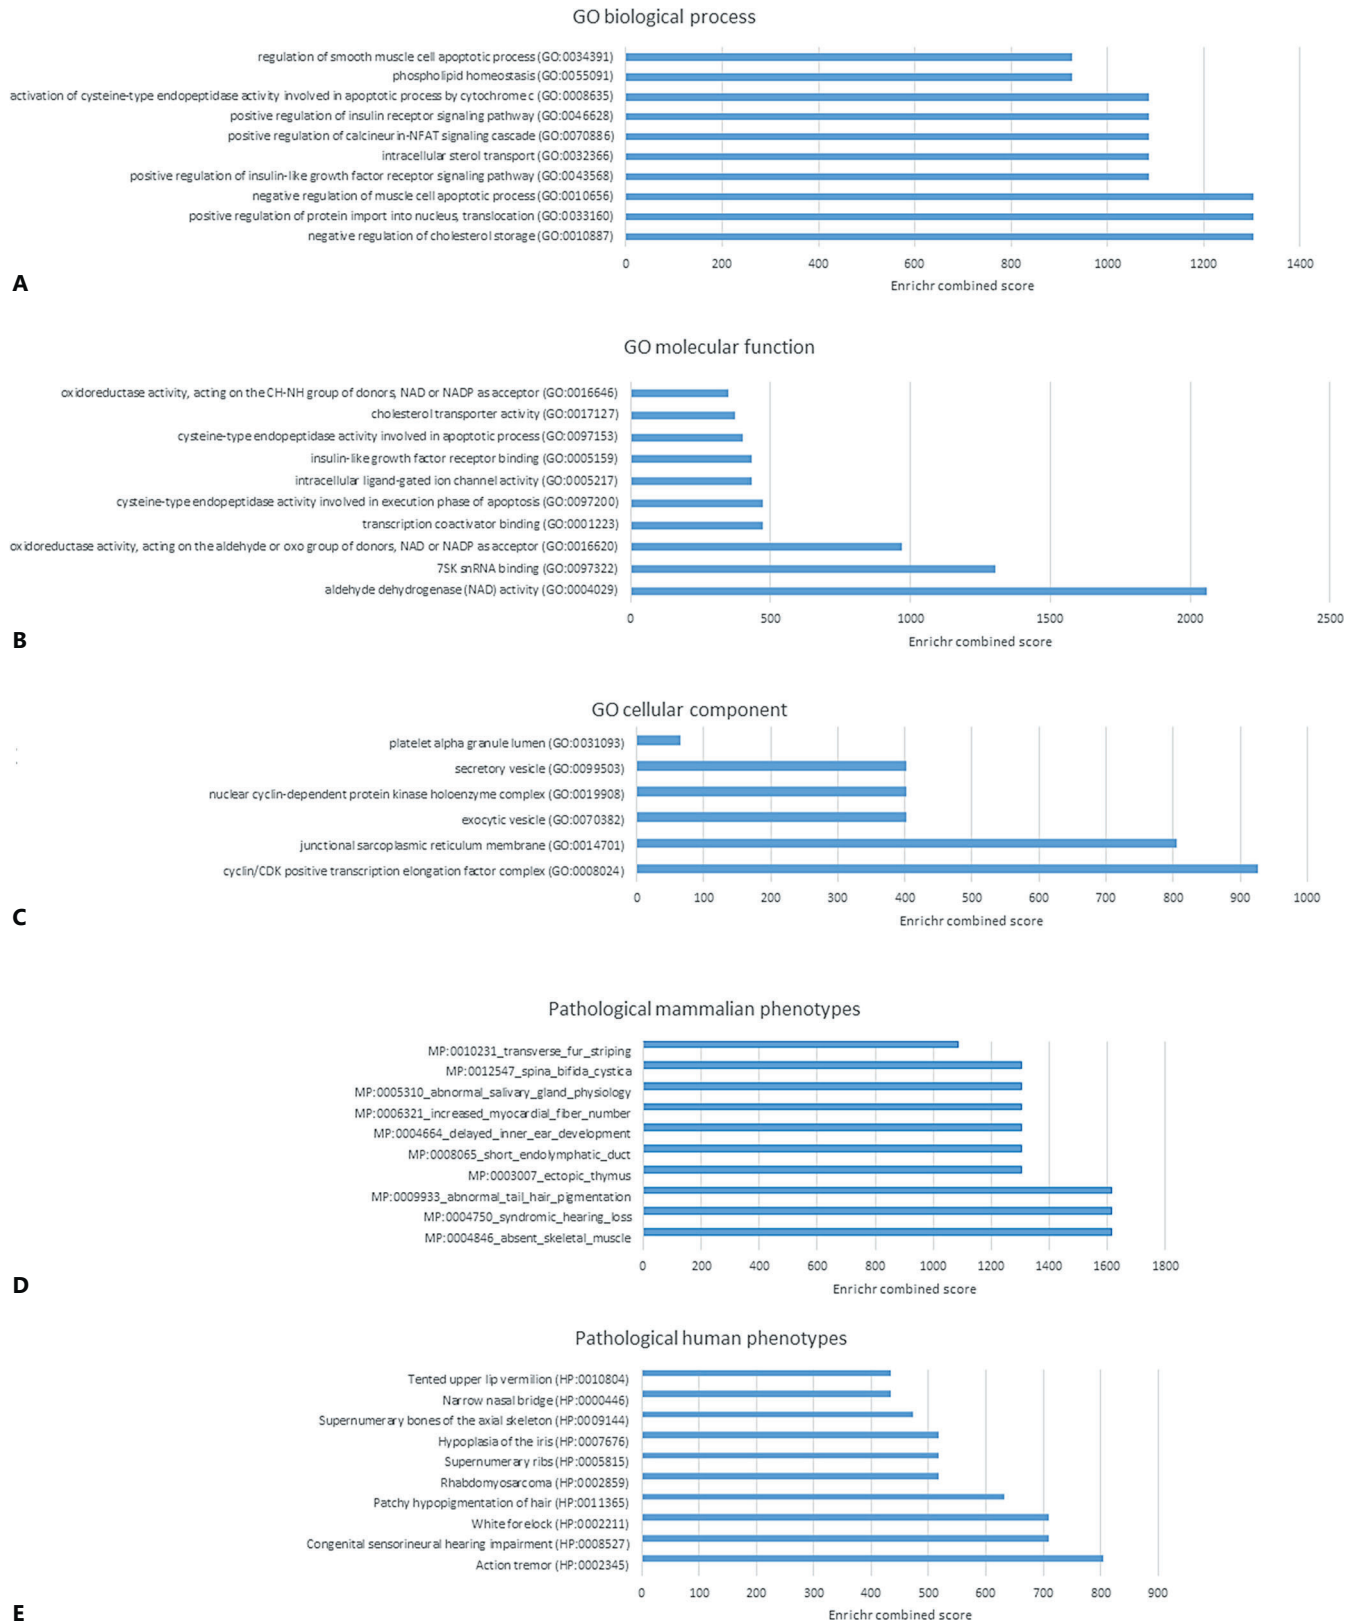 GO biological process
regulation of smooth muscle cell apoptotic process (GO:0034391)
phospholipid homeostasis (GO:0055091)
activation of cysteine-type endopeptidase activity involved in apoptotic process by cytochrome c (GO:0008635)
positive regulation of insulin receptor signaling pathway (GO:0046628)
positive regulation of calcineurin-NFAT signaling cascade (GO:0070886)
intracellular sterol transport (GO:0032366)
positive regulation of insulin-like growth factor receptor signaling pathway (GO:0043568)
negative regulation of muscle cell apoptotic process (GO:0010656)
positive regulation of protein import into nucleus, translocation (GO:0033160)
negative regulation of cholesterol storage (GO:0010887)
0 200 400 600 800 1000 1200 1400
Enrichr combined score
A
GO molecular function
oxidoreductase activity, acting on the CH-NH group of donors, NAD or NADP as acceptor (GO:0016646)
cholesterol transporter activity (GO:0017127)
cysteine-type endopeptidase activity involved in apoptotic process (GO:0097153)
insulin-like growth factor receptor binding (GO:0005159)
intracellular ligand-gated ion channel activity (GO:0005217)
cysteine-type endopeptidase activity involved in execution phase of apoptosis (GO:0097200)
transcription coactivator binding (GO:0001223)
oxidoreductase activity, acting on the aldehyde or oxo group of donors, NAD or NADP as acceptor (GO:0016620)
7SK snRNA binding (GO:0097322)
aldehyde dehydrogenase (NAD) activity (GO:0004029)
0 500 1000 1500 2000 2500
Enrichr combined score
B
GO cellular component
platelet alpha granule lumen (GO:0031093)
secretory vesicle (GO:0099503)
nuclear cyclin-dependent protein kinase holoenzyme complex (GO:0019908)
exocytic vesicle (GO:0070382)
junctional sarcoplasmic reticulum membrane (GO:0014701)
cyclin/CDK positive transcription elongation factor complex (GO:0008024)
0 100 200 300 400 500 600 700 800 900 1000
Enrichr combined score
C
Pathological mammalian phenotypes
MP:0010231_transverse_fur_striping
MP:0012547_spina_bifida_cystica
MP:0005310_abnormal_salivary_gland_physiology
MP:0006321_increased_myocardial_fiber_number
MP:0004664_delayed_inner_ear_development
MP:0008065_short_endolymphatic_duct
MP:0003007_ectopic_thymus
MP:0009933_abnormal_tail_hair_pigmentation
MP:0004750_syndromic_hearing_loss
MP:0004846_absent_skeletal_muscle
0 200 400 600 800 1000 1200 1400 1600 1800
Enrichr combined score
D
Pathological human phenotypes
Tented upper lip vermilion (HP:0010804)
Narrow nasal bridge (HP:0000446)
Supernumerary bones of the axial skeleton (HP:0009144)
Hypoplasia of the iris (HP:0007676)
Supernumerary ribs (HP:0005815)
Rhabdomyosarcoma (HP:0002859)
Patchy hypopigmentation of hair (HP:0011365)
White forelock (HP:0002211)
Congenital sensorineural hearing impairment (HP:0008527)
Action tremor (HP:0002345)
0 100 200 300 400 500 600 700 800 900
Enrichr combined score
E